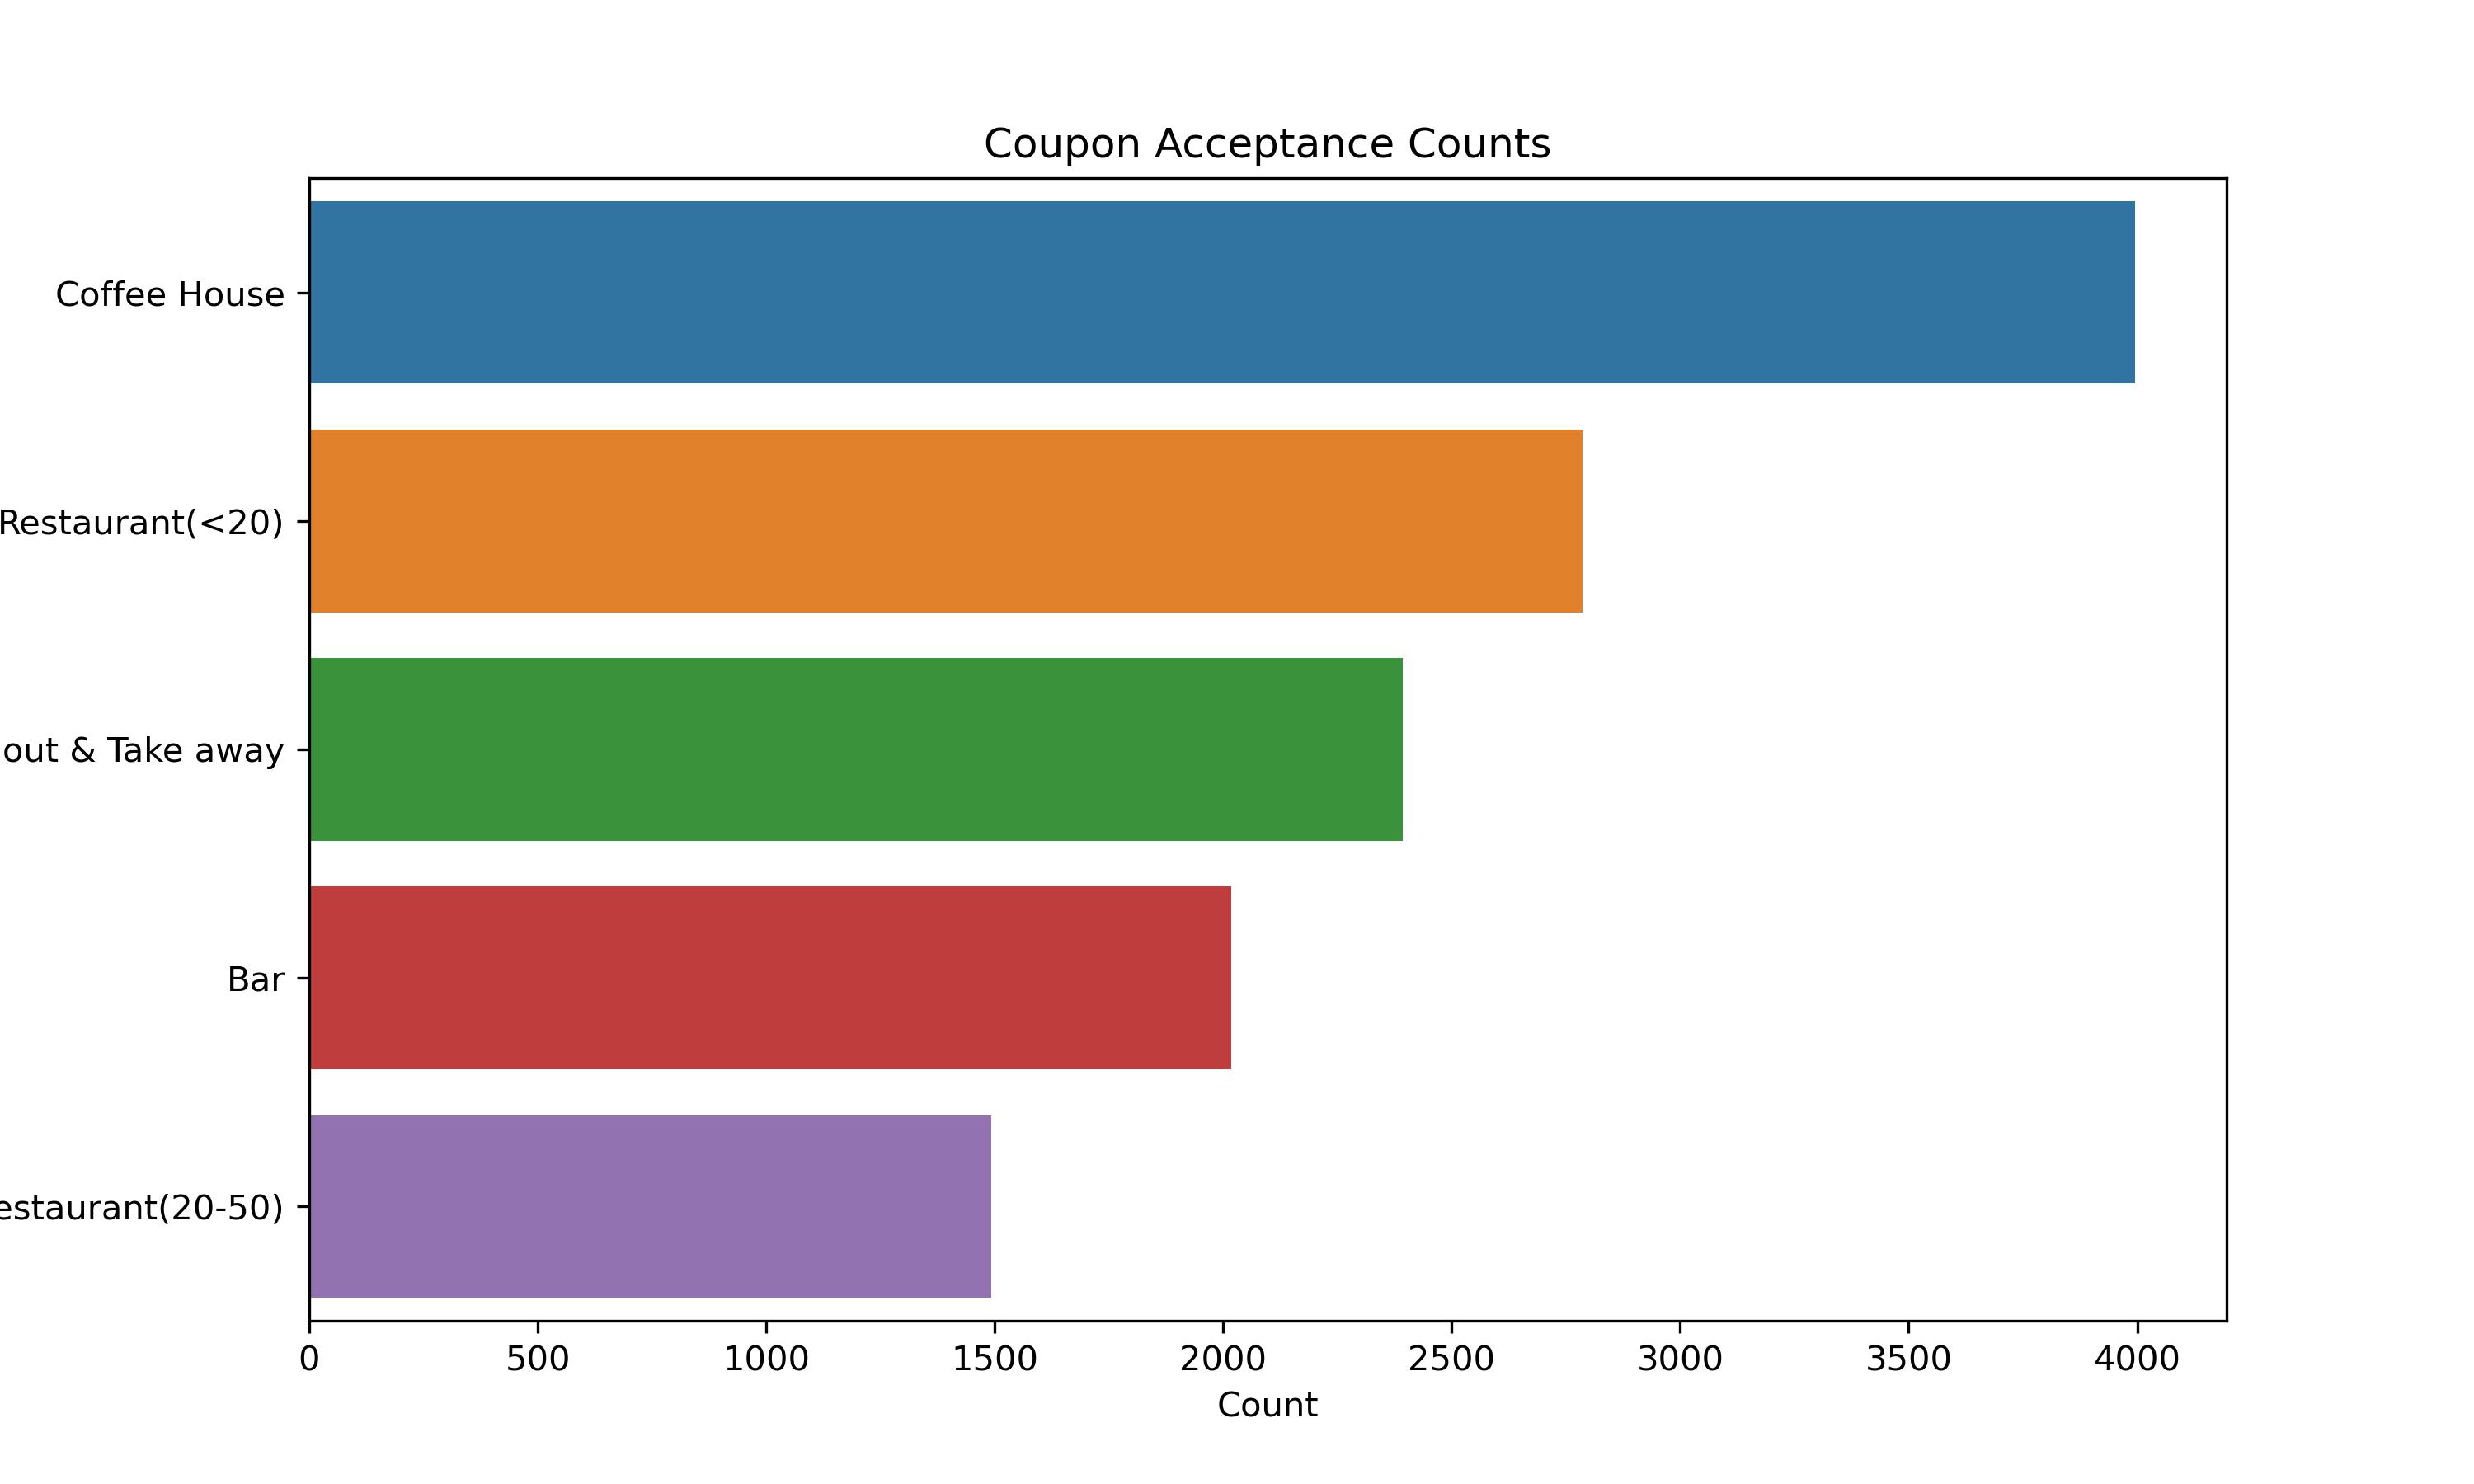 Coupon Acceptance Counts
Coffee House
Restaurant(<20)
out & Take away
Bar
estaurant(20-50)
0 500 1000 1500 2000 2500 3000 3500 4000
Count